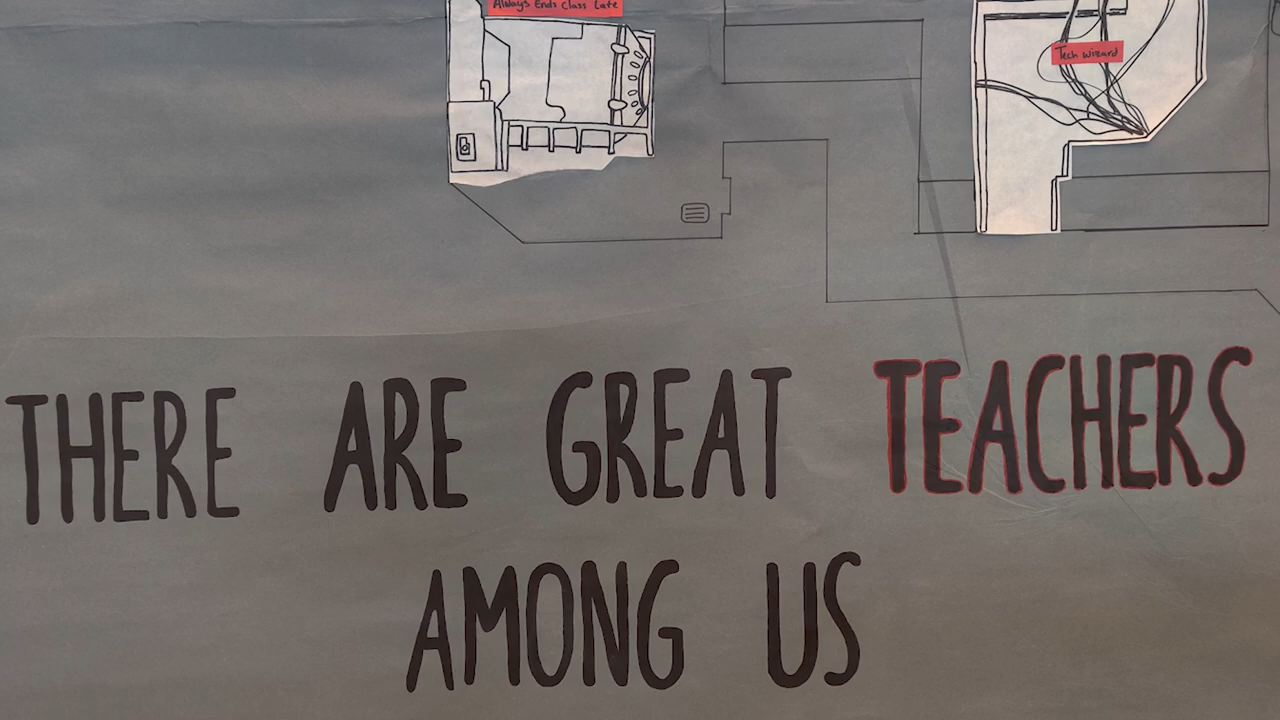 Always Ends Class Late
Tech Wizard
THERE ARE GREAT TEACHERS
AMONG US